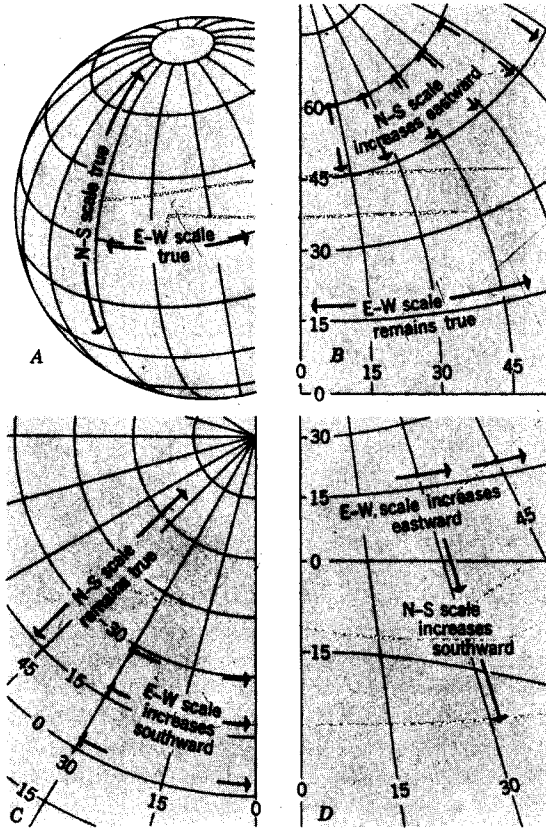 N-S scale true
E-W scale
true
A
60
45
30
15
0
N-S scale
increases eastward
E-W scale
remains true
B
0
15
30
45
N-S scale
remains true
E-W scale
increases
southward
30
15
0
15
45
30
15
0
C
30
15
0
15
E-W scale increases
eastward
45
N-S scale
increases
southward
0
15
30
D